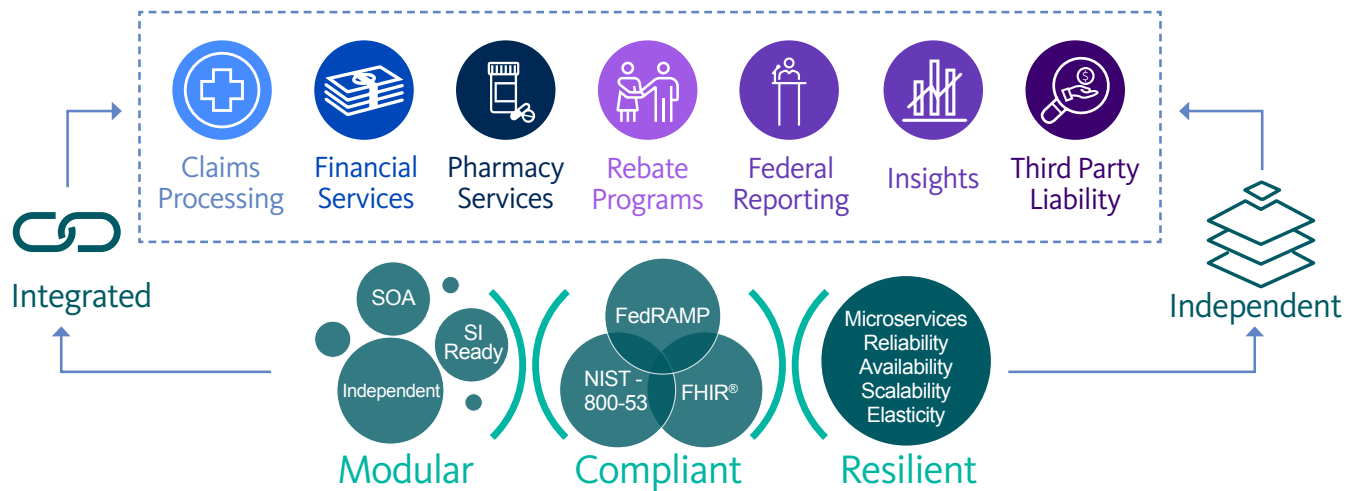 Claims
Processing
Financial
Services
Pharmacy
Services
Rebate
Programs
Federal
Reporting
Insights
Third Party
Liability
$
Integrated
Independent
SOA
SI
Ready
Independent
Modular
FedRAMP
NIST -
800-53
FHIR®
Compliant
Microservices
Reliability
Availability
Scalability
Elasticity
Resilient